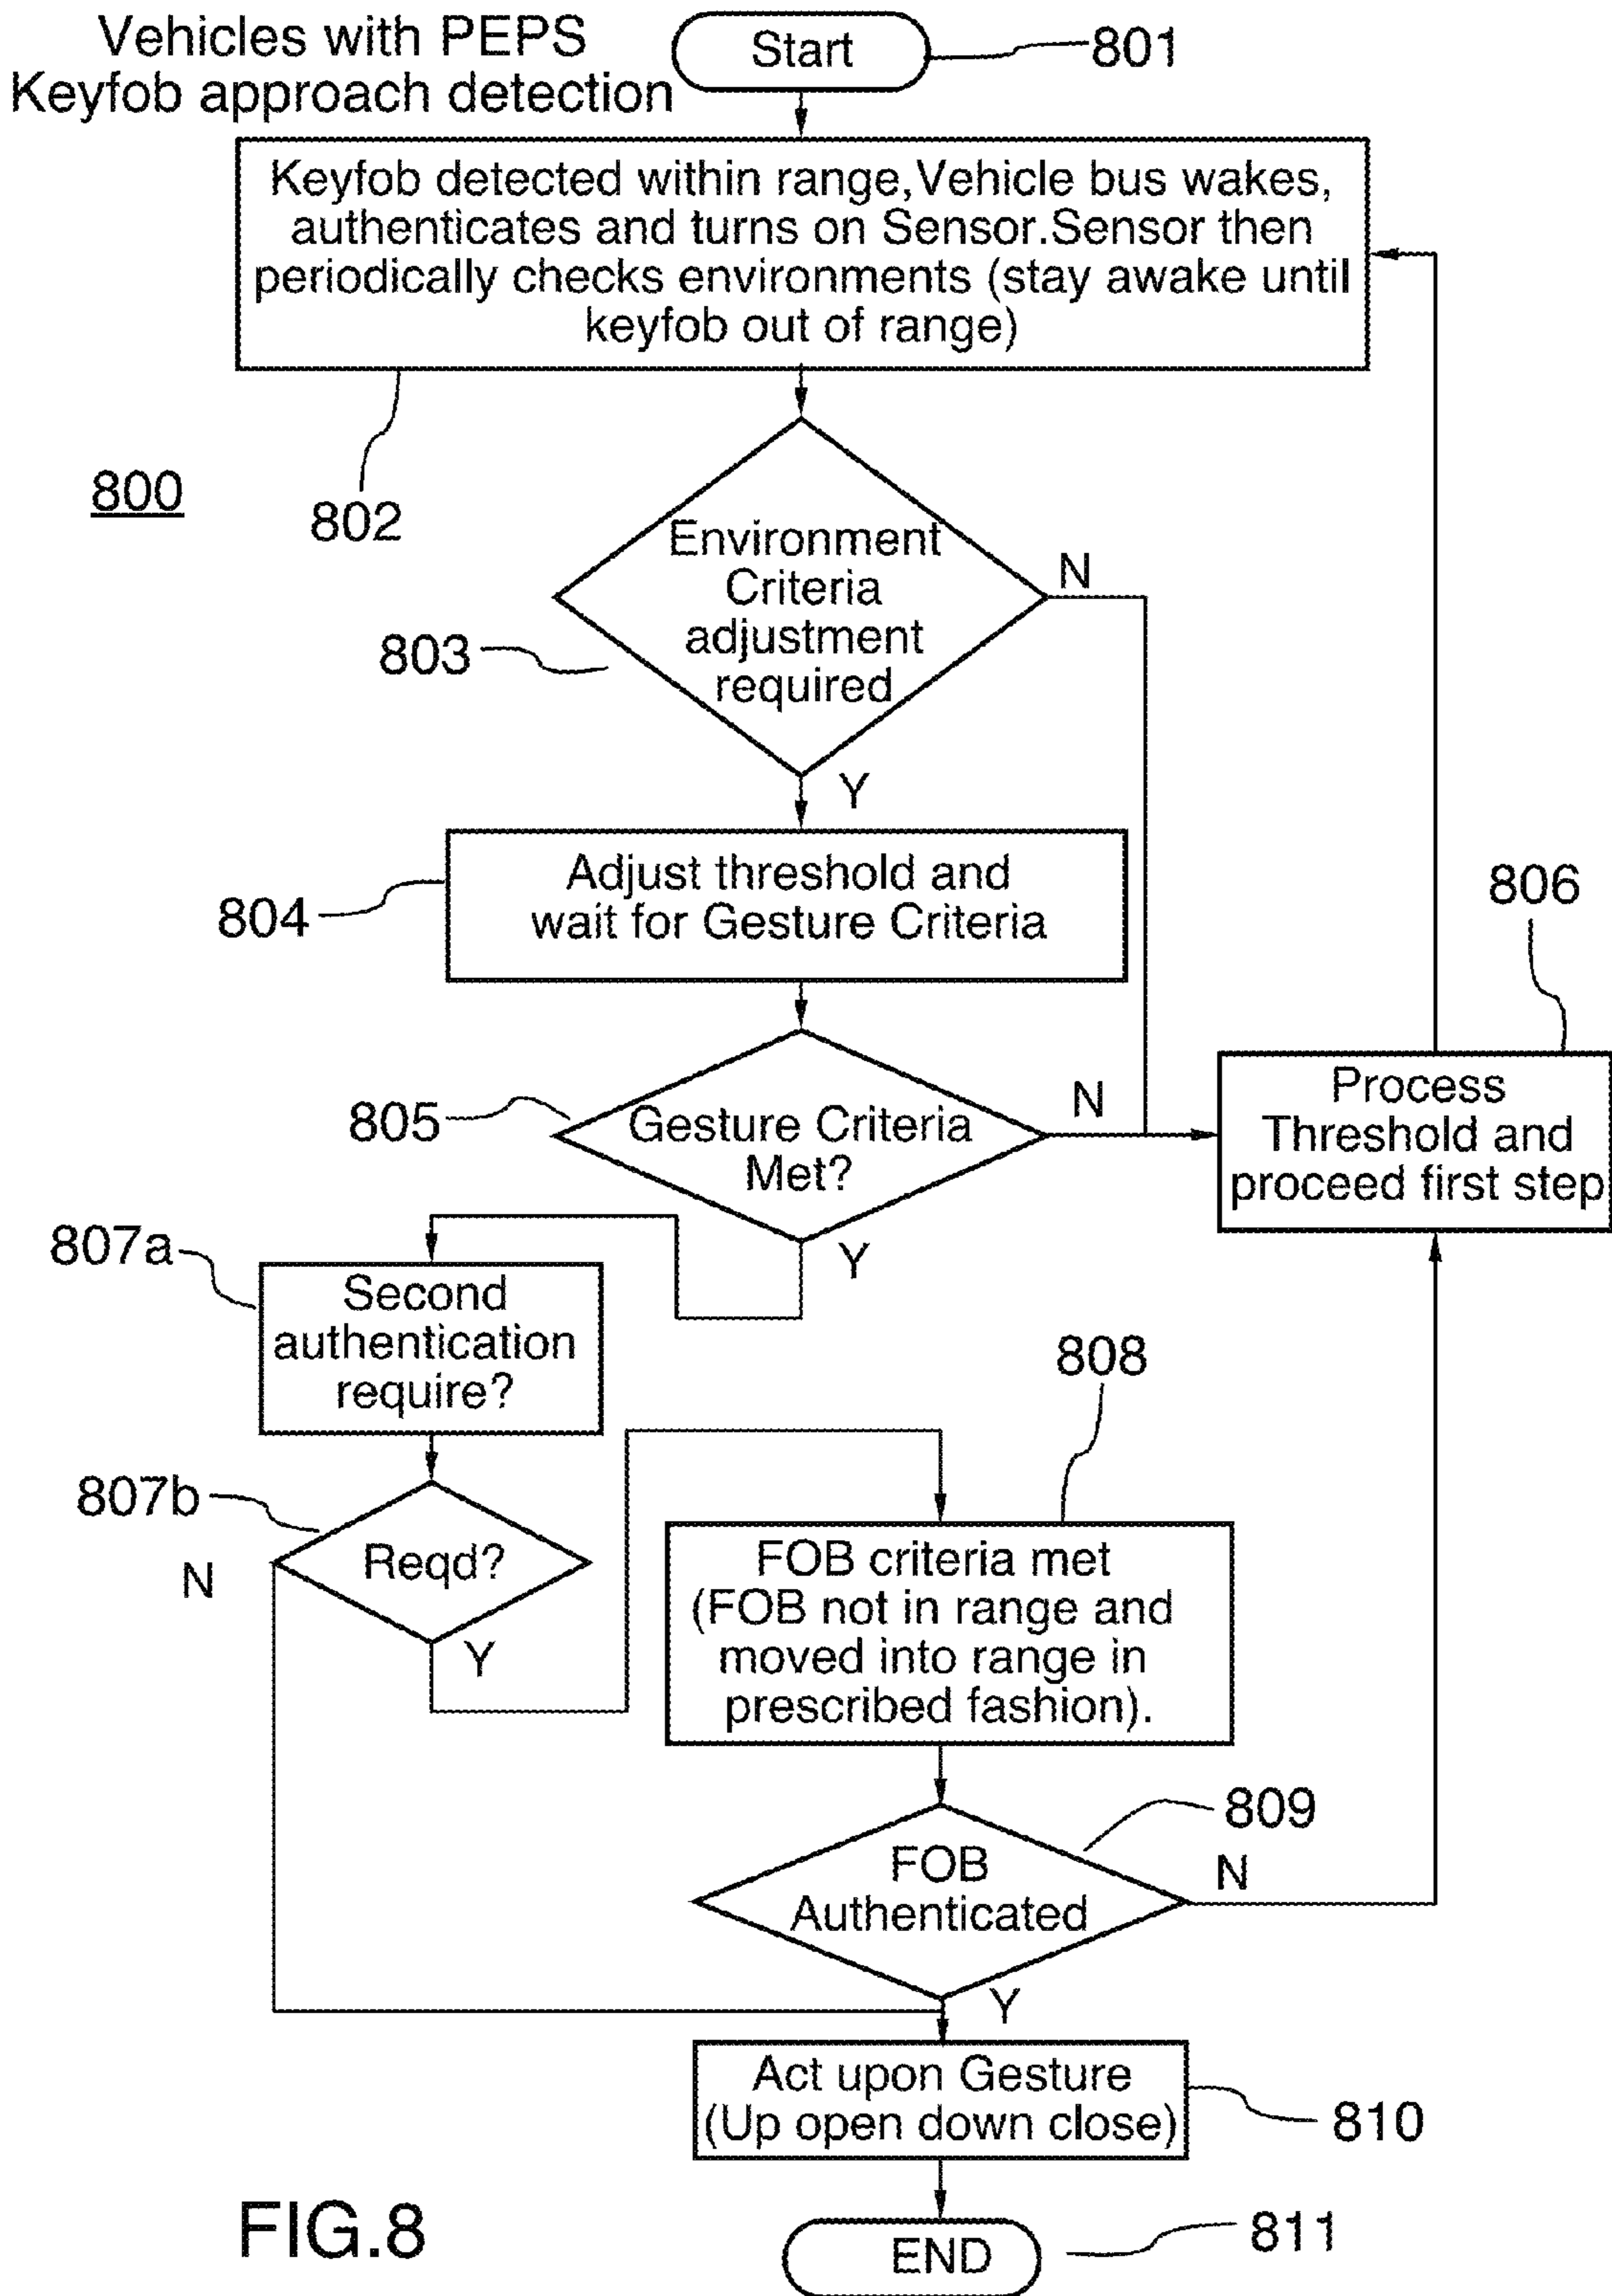 Vehicles with PEPS
Keyfob approach detection
Start
801
Keyfob detected within range,Vehicle bus wakes,
authenticates and turns on Sensor.Sensor then
periodically checks environments (stay awake until
keyfob out of range)
800
802
Environment
Criteria
adjustment
required
N
803
Y
Adjust threshold and
wait for Gesture Criteria
804
806
805
Gesture Criteria
Met?
N
Process
Threshold and
proceed first step
Y
807a
Second
authentication
require?
808
807b
N
Reqd?
Y
FOB criteria met
(FOB not in range and
moved into range in
prescribed fashion).
809
FOB
Authenticated
N
Y
Act upon Gesture
(Up open down close)
810
FIG.8
END
811